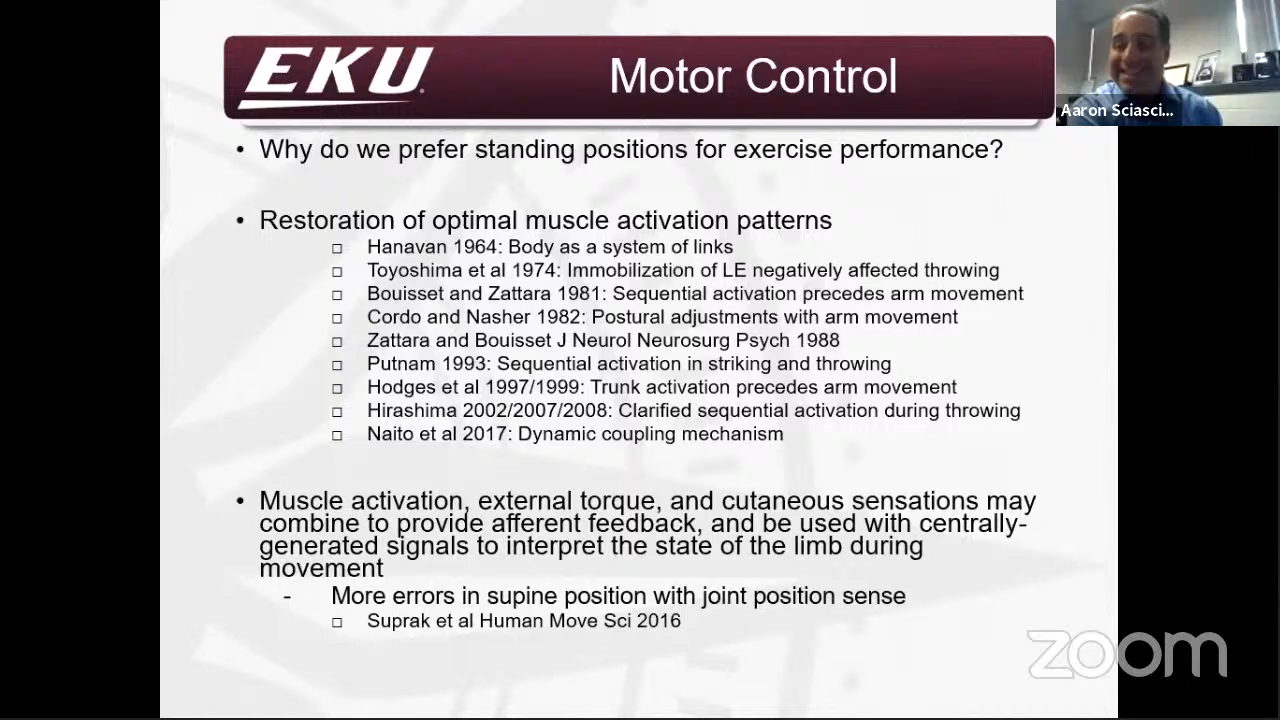 EKU
Motor Control
Aaron Sciasci...
• Why do we prefer standing positions for exercise performance?
• Restoration of optimal muscle activation patterns
□ Hanavan 1964: Body as a system of links
□ Toyoshima et al 1974: Immobilization of LE negatively affected throwing
□ Bouisset and Zattara 1981: Sequential activation precedes arm movement
□ Cordo and Nasher 1982: Postural adjustments with arm movement
□ Zattara and Bouisset J Neurol Neurosurg Psych 1988
□ Putnam 1993: Sequential activation in striking and throwing
□ Hodges et al 1997/1999: Trunk activation precedes arm movement
□ Hirashima 2002/2007/2008: Clarified sequential activation during throwing
□ Naito et al 2017: Dynamic coupling mechanism
• Muscle activation, external torque, and cutaneous sensations may
combine to provide afferent feedback, and be used with centrally-
generated signals to interpret the state of the limb during
movement
- More errors in supine position with joint position sense
□ Suprak et al Human Move Sci 2016
zoom